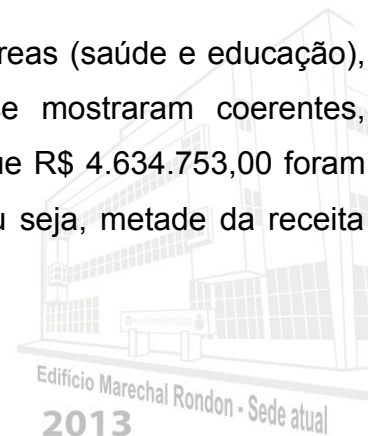 reas (saúde e educação),
se mostraram coerentes,
ue R$ 4.634.753,00 foram
u seja, metade da receita
Edifício Marechal Rondon - Sede atual
2013